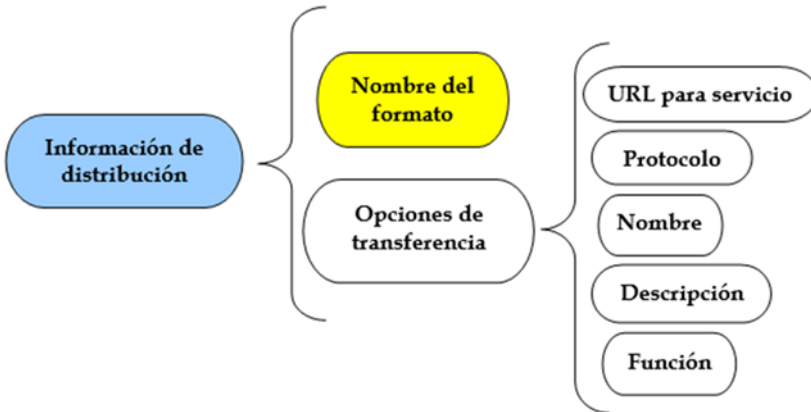 Información de
distribución
Nombre del
formato
Opciones de
transferencia
URL para servicio
Protocolo
Nombre
Descripción
Función